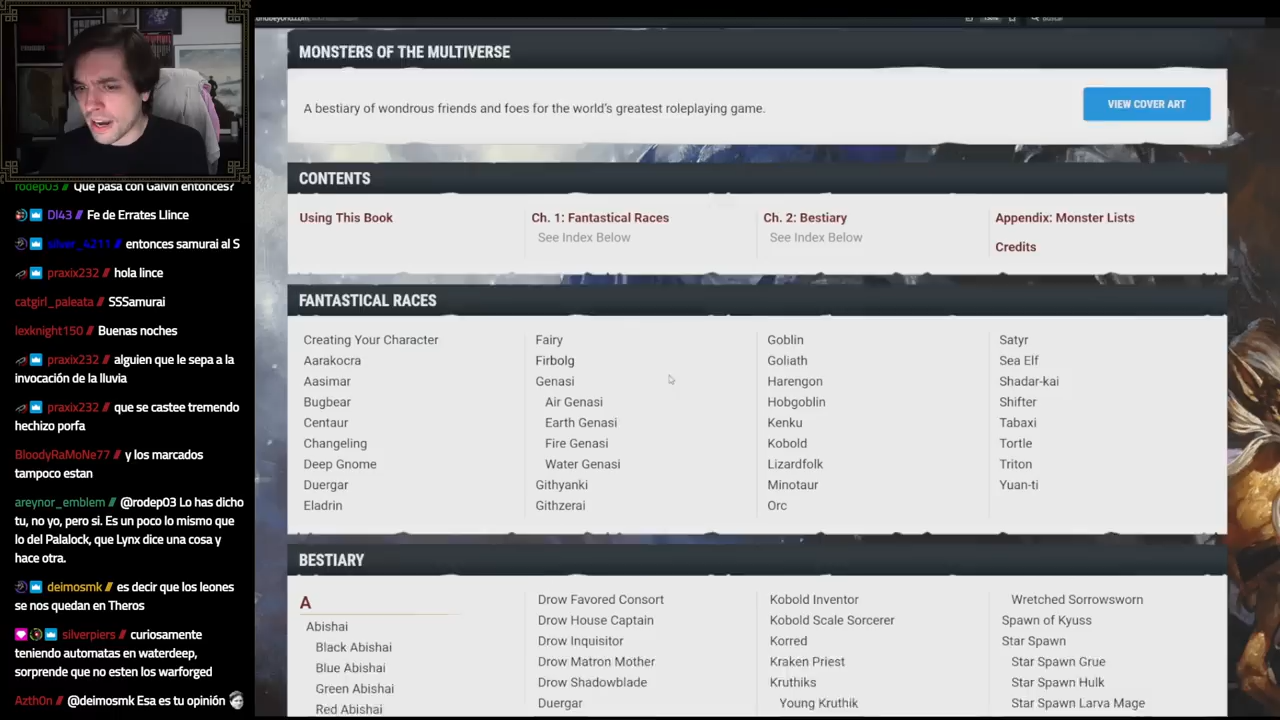 MONSTERS OF THE MULTIVERSE
A bestiary of wondrous friends and foes for the world's greatest roleplaying game.
VIEW COVER ART
CONTENTS
Using This Book
Ch. 1: Fantastical Races
See Index Below
Ch. 2: Bestiary
See Index Below
Appendix: Monster Lists
Credits
FANTASTICAL RACES
Creating Your Character
Aarakocra
Aasimar
Bugbear
Centaur
Changeling
Deep Gnome
Duergar
Eladrin
Fairy
Firbolg
Genasi
Air Genasi
Earth Genasi
Fire Genasi
Water Genasi
Githyanki
Githzerai
Goblin
Goliath
Harengon
Hobgoblin
Kenku
Kobold
Lizardfolk
Minotaur
Orc
Satyr
Sea Elf
Shadar-kai
Shifter
Tabaxi
Tortle
Triton
Yuan-ti
BESTIARY
A
Abishai
Black Abishai
Blue Abishai
Green Abishai
Red Abishai
Drow Favored Consort
Drow House Captain
Drow Inquisitor
Drow Matron Mother
Drow Shadowblade
Duergar
Kobold Inventor
Kobold Scale Sorcerer
Korred
Kraken Priest
Kruthiks
Young Kruthik
Wretched Sorrowsworn
Spawn of Kyuss
Star Spawn
Star Spawn Grue
Star Spawn Hulk
Star Spawn Larva Mage
rodep03 // Que pasa con Galvin entonces?
Dl43 // Fe de Errates Llince
silver_4211 // entonces samurai al S
praxix232 // hola lince
catgirl_paleata // SSSamurai
lexknight150 // Buenas noches
praxix232 // alguien que le sepa a la
invocación de la lluvia
praxix232 // que se castee tremendo
hechizo porfa
BloodyRaMoNe77 // y los marcados
tampoco estan
areynor_emblem // @rodep03 Lo has dicho
tu, no yo, pero si. Es un poco lo mismo que
lo del Palalock, que Lynx dice una cosa y
hace otra.
deimosmk // es decir que los leones
se nos quedan en Theros
silverpiers // curiosamente
teniendo automatas en waterdeep,
sorprende que no esten los warforged
Azth0n // @deimosmk Esa es tu opinión